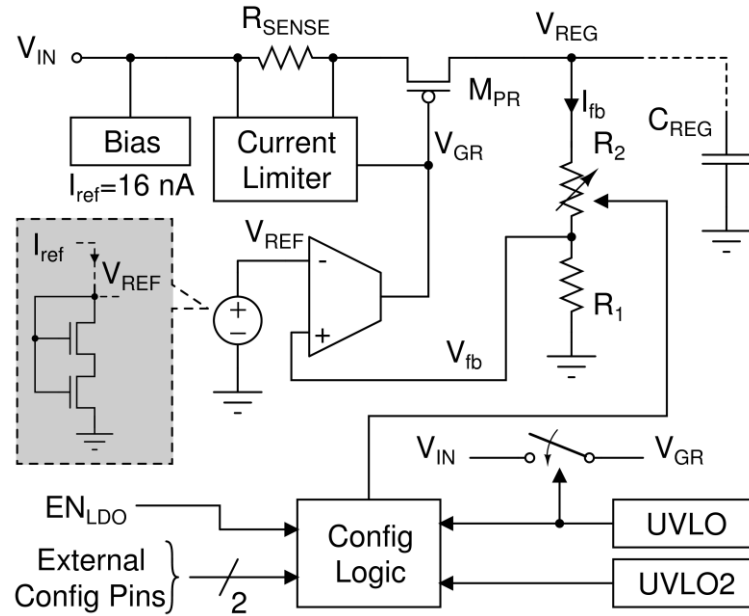 R_SENSE
V_REG
V_IN
M_PR
I_fb
Bias
Current
Limiter
V_GR
R_2
C_REG
I_ref=16 nA
V_REF
I_ref
V_REF
-
+
+
−
R_1
V_fb
V_IN
V_GR
EN_LDO
Config
Logic
UVLO
External
Config Pins
2
UVLO2